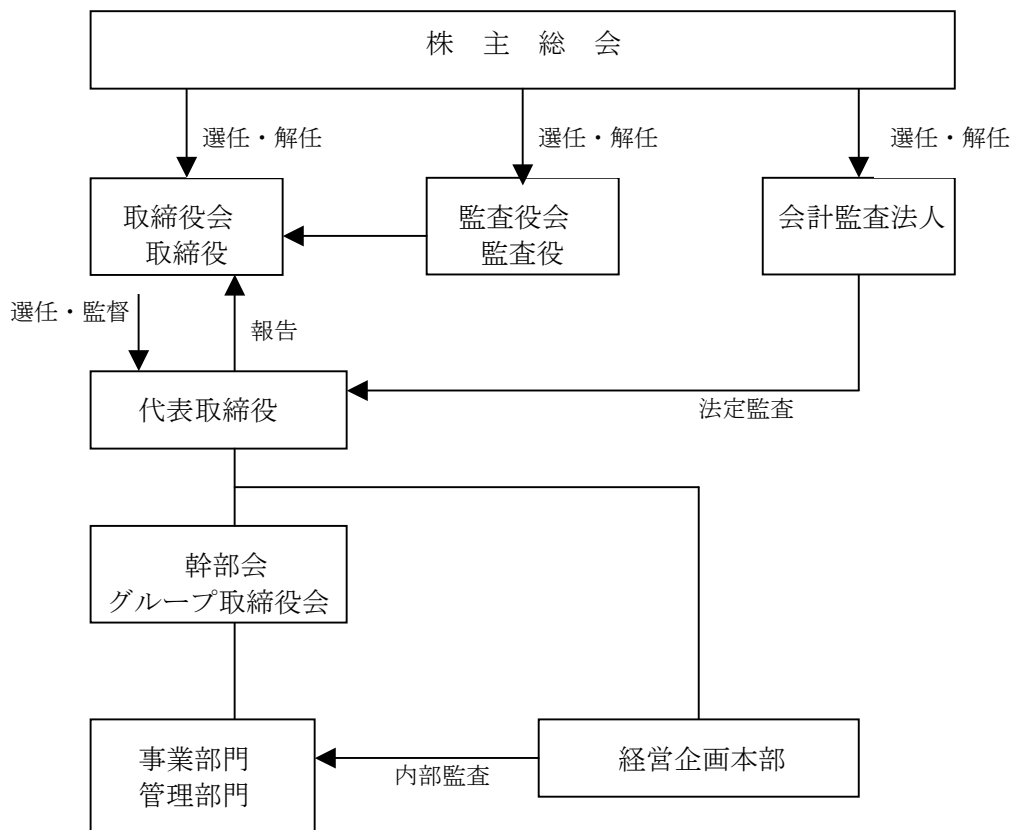 株 主 総 会
選任・解任
選任・解任
選任・解任
取締役会
取締役
監査役会
監査役
会計監査法人
選任・監督
報告
代表取締役
法定監査
幹部会
グループ取締役会
事業部門
管理部門
内部監査
経営企画本部